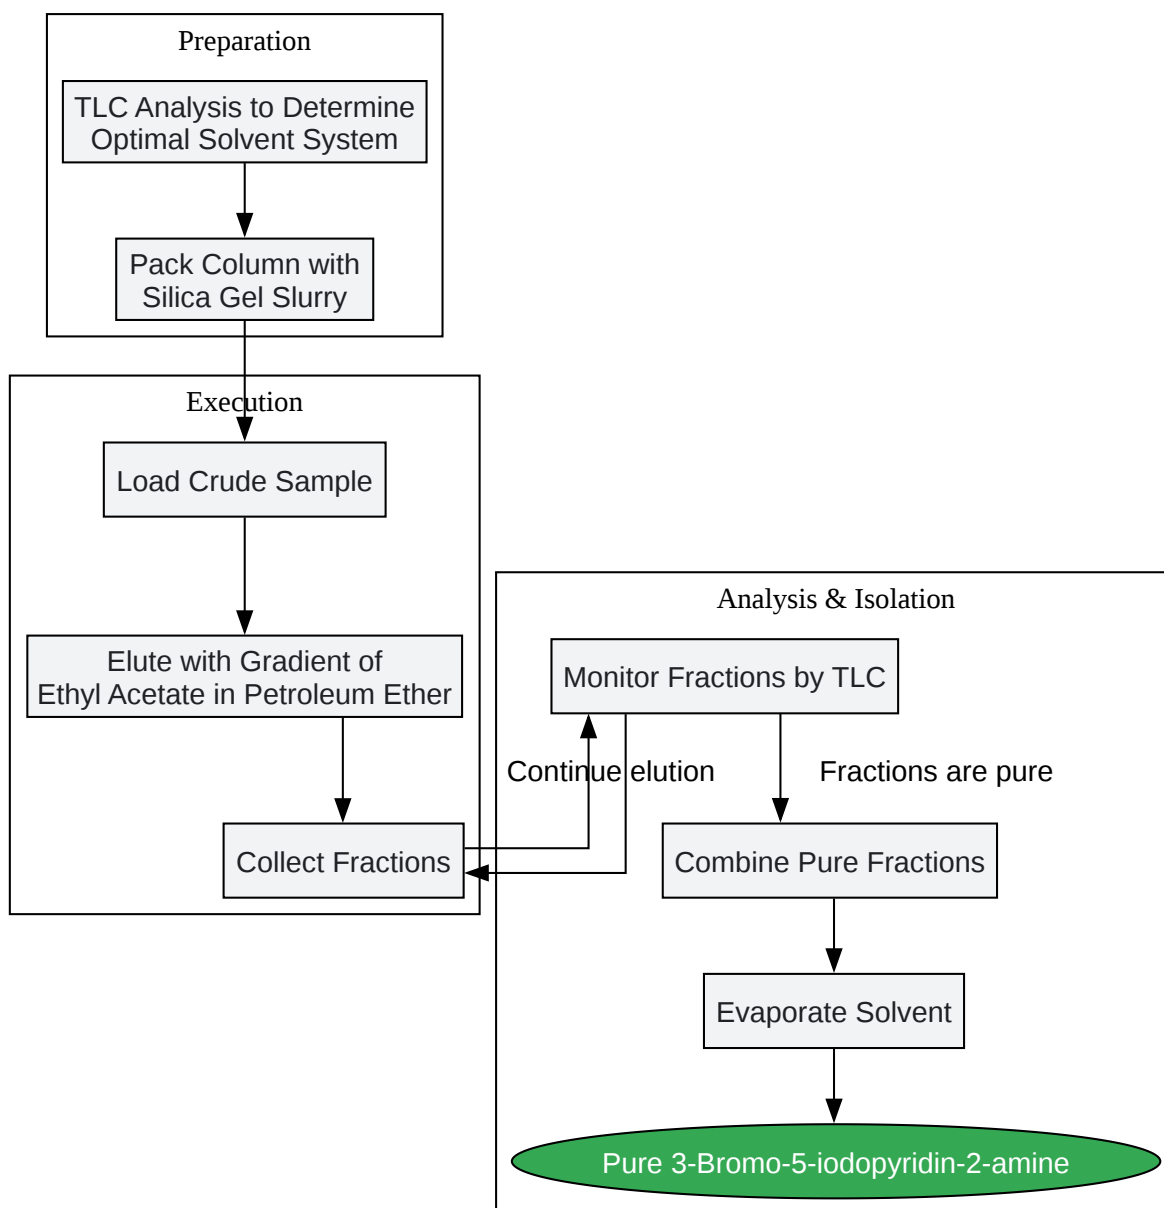 Preparation
TLC Analysis to Determine
Optimal Solvent System
Pack Column with
Silica Gel Slurry
Execution
Load Crude Sample
Elute with Gradient of
Ethyl Acetate in Petroleum Ether
Collect Fractions
Analysis & Isolation
Monitor Fractions by TLC
Continue elution
Fractions are pure
Combine Pure Fractions
Evaporate Solvent
Pure 3-Bromo-5-iodopyridin-2-amine